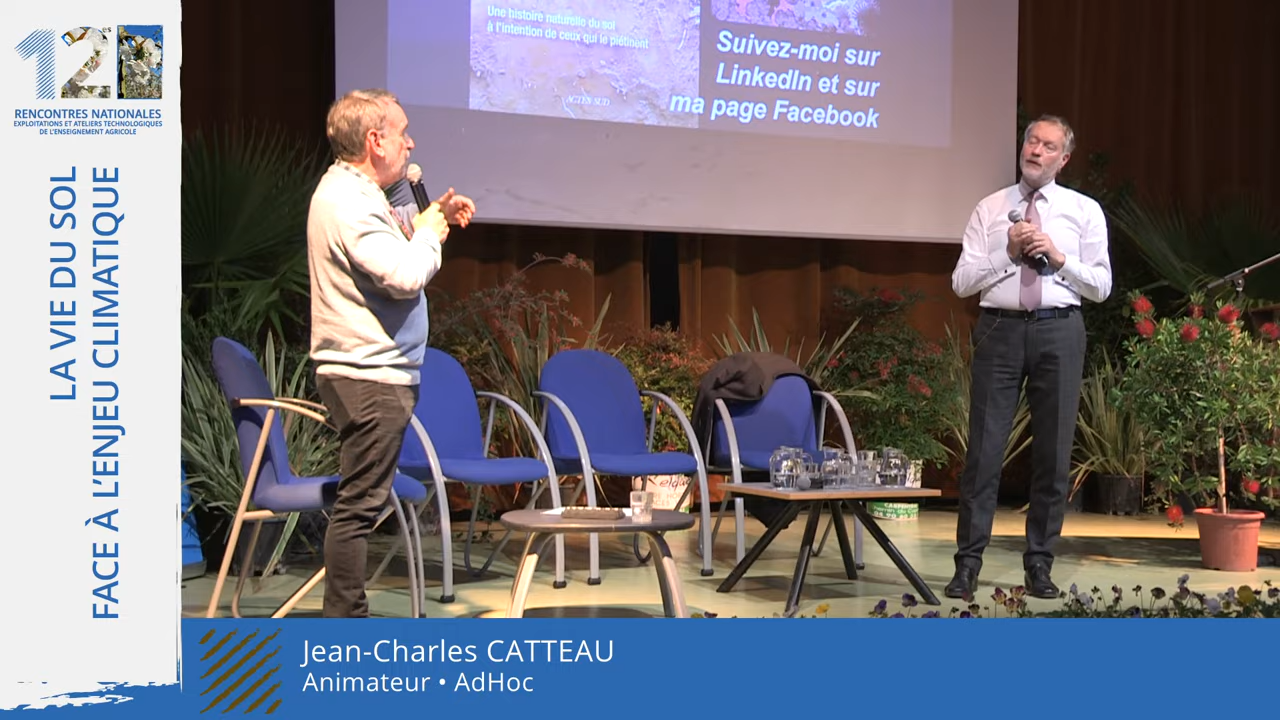 12es
RENCONTRES NATIONALES
EXPLOITATIONS ET ATELIERS TECHNOLOGIQUES
DE L'ENSEIGNEMENT AGRICOLE
LA VIE DU SOL
FACE À L'ENJEU CLIMATIQUE
Une histoire naturelle du sol
à l'intention de ceux qui le piétinent
ACTES SUD
Suivez-moi sur
LinkedIn et sur
ma page Facebook
Jean-Charles CATTEAU
Animateur • AdHoc